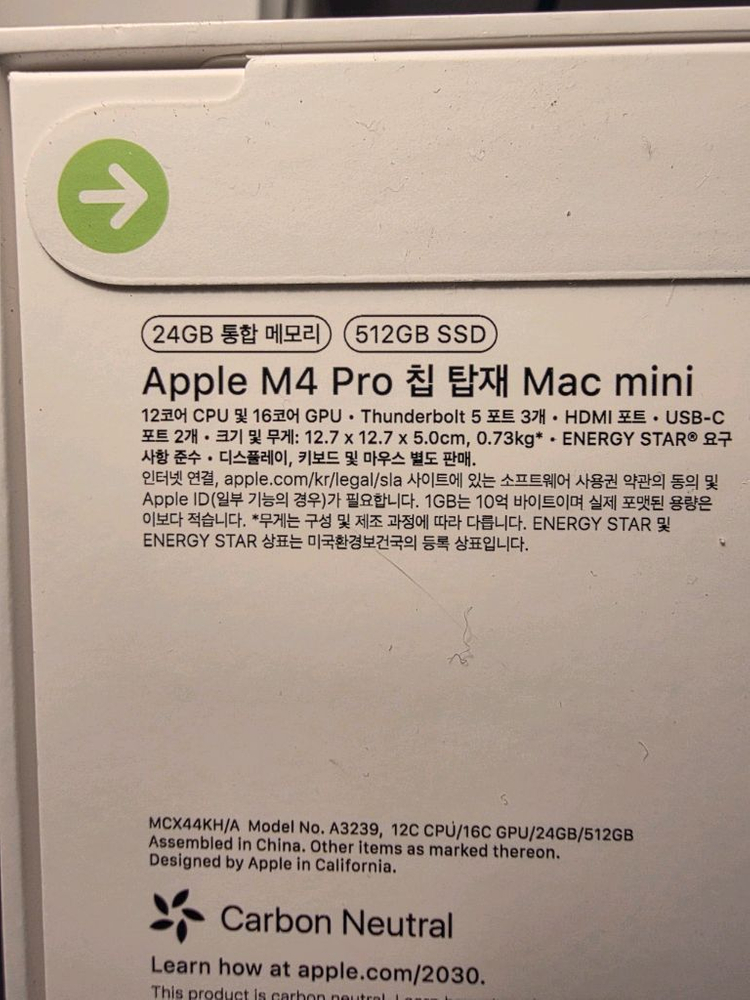 24GB 통합 메모리 512GB SSD
Apple M4 Pro 칩 탑재 Mac mini
12코어 CPU 및 16코어 GPU • Thunderbolt 5 포트 3개 • HDMI 포트 • USB-C
포트 2개 • 크기 및 무게: 12.7 x 12.7 x 5.0cm, 0.73kg* • ENERGY STAR® 요구
사항 준수 • 디스플레이, 키보드 및 마우스 별도 판매.
인터넷 연결, apple.com/kr/legal/sla 사이트에 있는 소프트웨어 사용권 약관의 동의 및
Apple ID(일부 기능의 경우)가 필요합니다. 1GB는 10억 바이트이며 실제 포맷된 용량은
이보다 적습니다. *무게는 구성 및 제조 과정에 따라 다릅니다. ENERGY STAR 및
ENERGY STAR 상표는 미국환경보건국의 등록 상표입니다.
MCX44KH/A Model No. A3239, 12C CPU/16C GPU/24GB/512GB
Assembled in China. Other items as marked thereon.
Designed by Apple in California.
Carbon Neutral
Learn how at apple.com/2030.
This product is carbon neutral. Learn